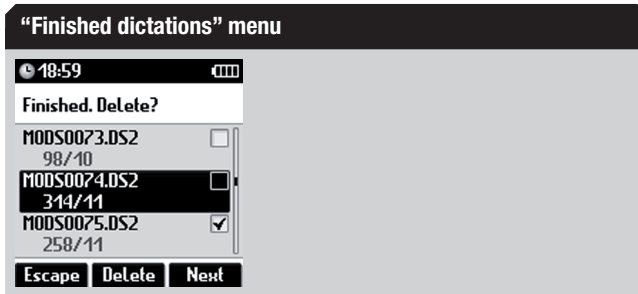 “Finished dictations” menu
18:59
Finished. Delete?
MODS0073.DS2
98/10
MODS0074.DS2
314/11
MODS0075.DS2
258/11
Escape Delete Next